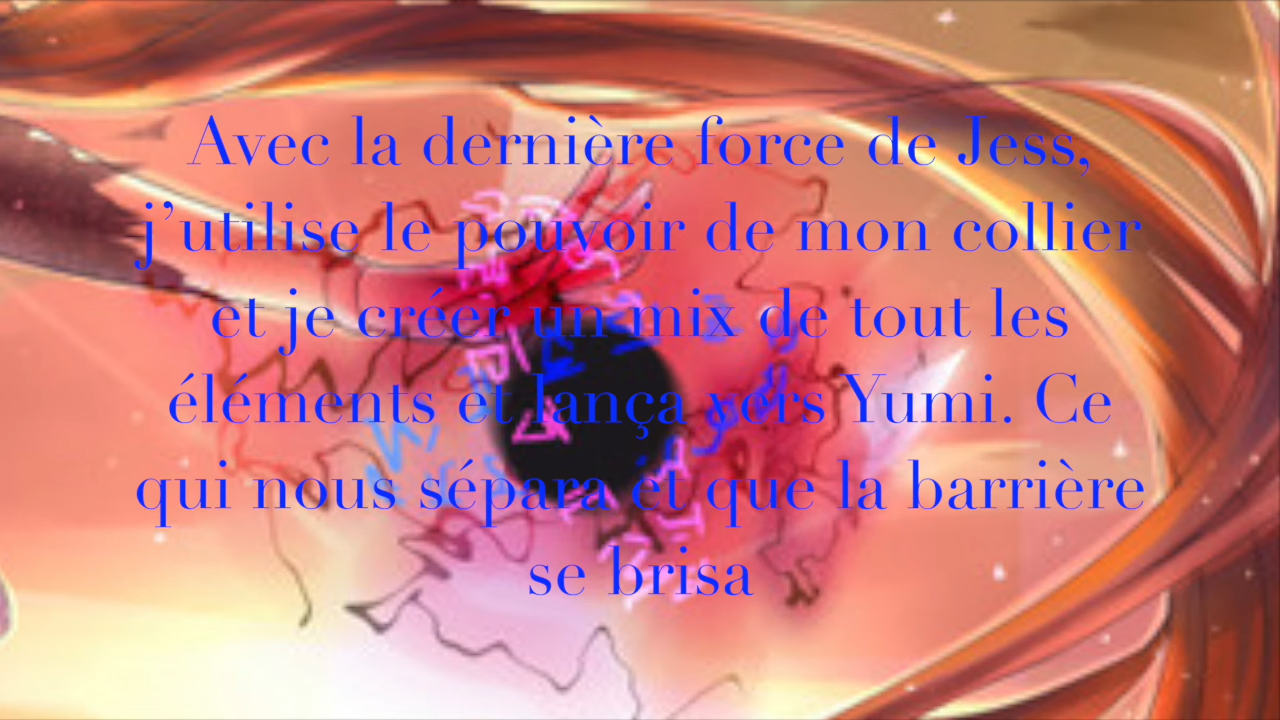 Avec la dernière force de Jess,
j’utilise le pouvoir de mon collier
et je créer un mix de tout les
éléments et lança vers Yumi. Ce
qui nous sépara et que la barrière
se brisa